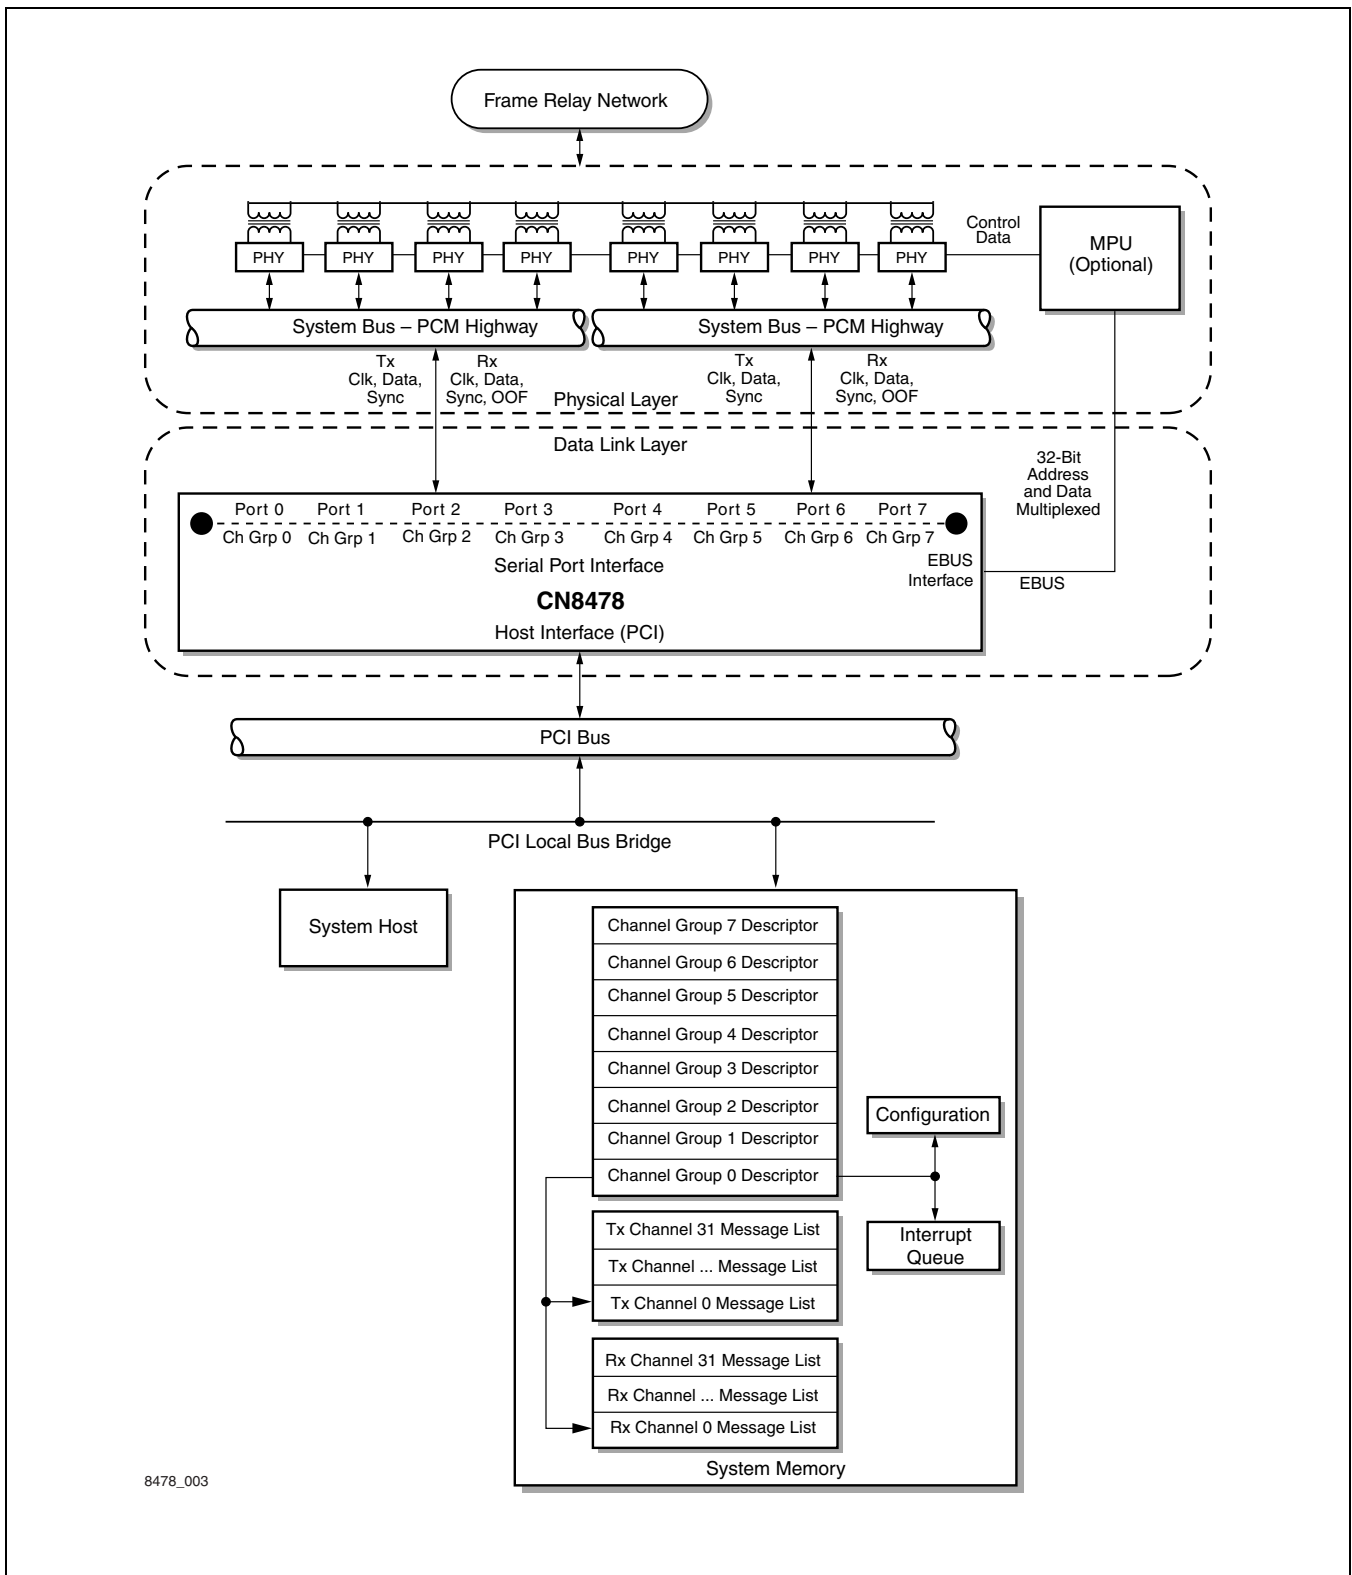 Frame Relay Network
Control
Data
MPU
(Optional)
PHY PHY PHY PHY PHY PHY PHY PHY
System Bus – PCM Highway
System Bus – PCM Highway
Tx
Clk, Data,
Sync
Rx
Clk, Data,
Sync, OOF
Tx
Clk, Data,
Sync
Rx
Clk, Data,
Sync, OOF
Physical Layer
Data Link Layer
32-Bit
Address
and Data
Multiplexed
Port 0 Port 1 Port 2 Port 3 Port 4 Port 5 Port 6 Port 7
Ch Grp 0 Ch Grp 1 Ch Grp 2 Ch Grp 3 Ch Grp 4 Ch Grp 5 Ch Grp 6 Ch Grp 7
Serial Port Interface
EBUS
Interface
EBUS
CN8478
Host Interface (PCI)
PCI Bus
PCI Local Bus Bridge
System Host
Channel Group 7 Descriptor
Channel Group 6 Descriptor
Channel Group 5 Descriptor
Channel Group 4 Descriptor
Channel Group 3 Descriptor
Channel Group 2 Descriptor
Channel Group 1 Descriptor
Channel Group 0 Descriptor
Configuration
Interrupt
Queue
Tx Channel 31 Message List
Tx Channel ... Message List
Tx Channel 0 Message List
Rx Channel 31 Message List
Rx Channel ... Message List
Rx Channel 0 Message List
System Memory
8478_003